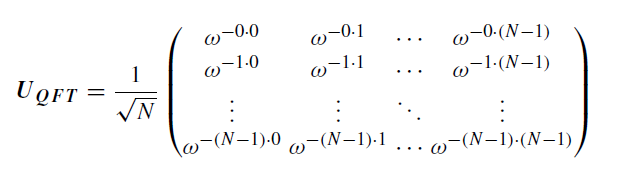 U_{QFT} = \frac{1}{\sqrt{N}} \begin{pmatrix} \omega^{-0 \cdot 0} & \omega^{-0 \cdot 1} & \cdots & \omega^{-0 \cdot (N-1)} \\ \omega^{-1 \cdot 0} & \omega^{-1 \cdot 1} & \cdots & \omega^{-1 \cdot (N-1)} \\ \vdots & \vdots & \ddots & \vdots \\ \omega^{-(N-1) \cdot 0} & \omega^{-(N-1) \cdot 1} & \cdots & \omega^{-(N-1) \cdot (N-1)} \end{pmatrix}